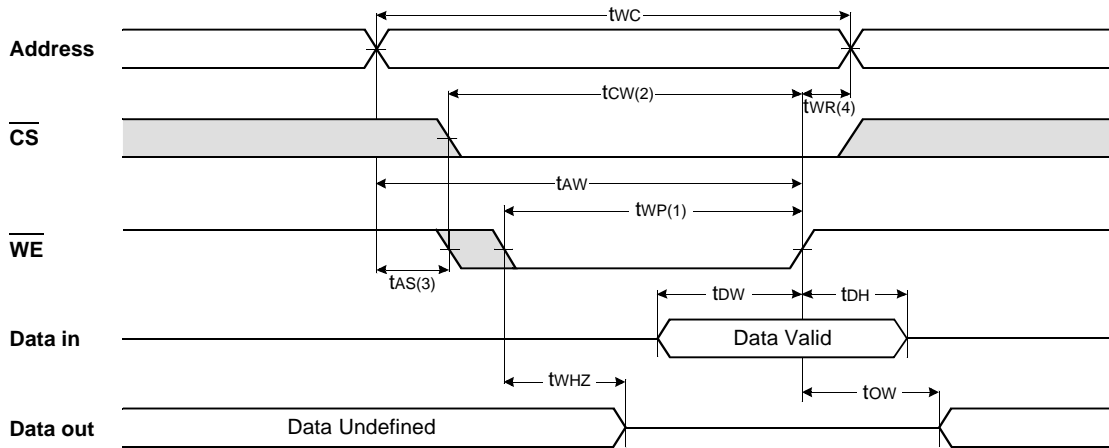 tWC
Address
tCW(2)
tWR(4)
CS
tAW
tWP(1)
WE
tAS(3)
tDW
tDH
Data in
Data Valid
tWHZ
tOW
Data out
Data Undefined